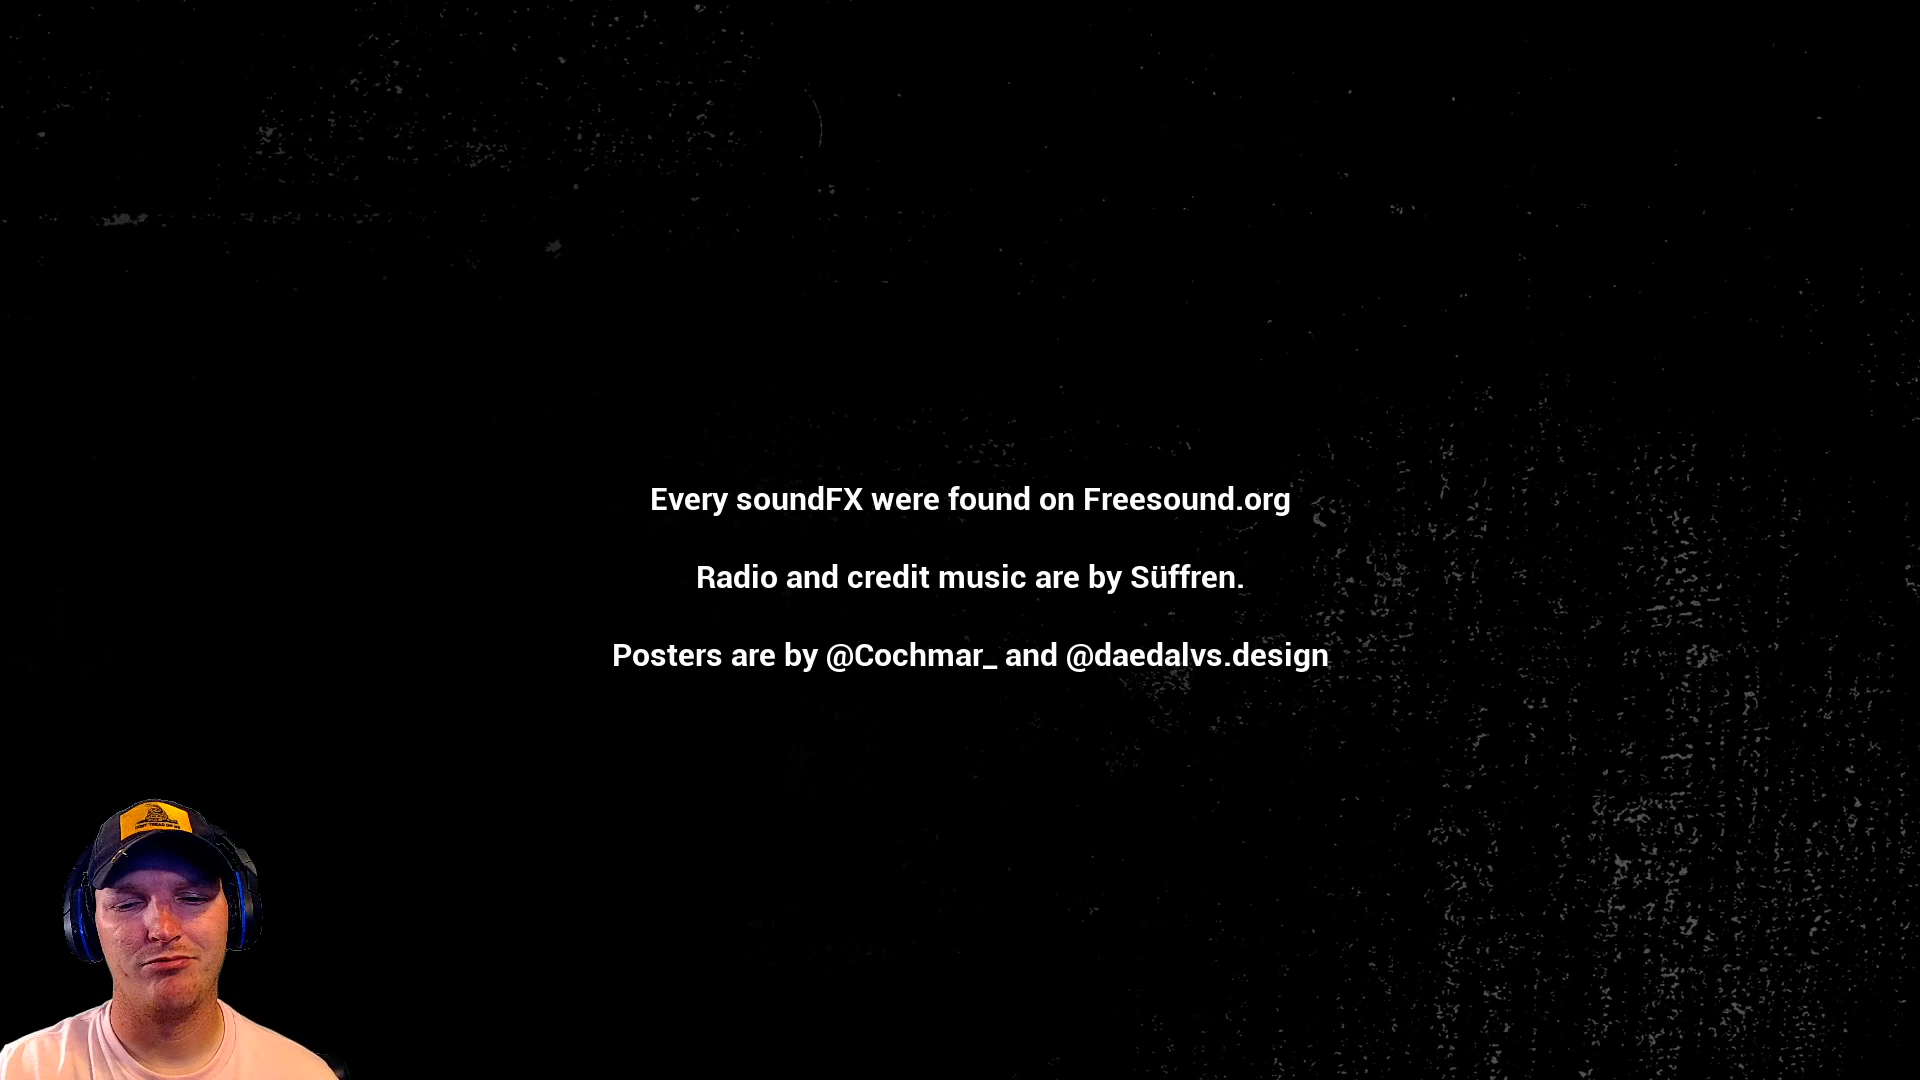 Every soundFX were found on Freesound.org
Radio and credit music are by Süffren.
Posters are by @Cochmar_ and @daedalvs.design